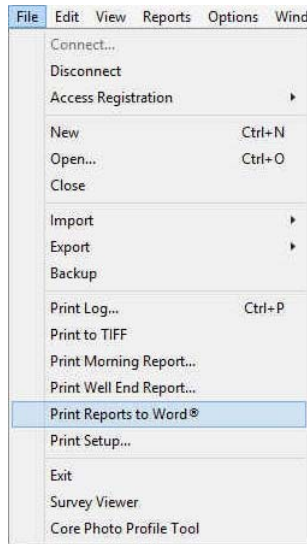 File Edit View Reports Options Wind
Connect...
Disconnect
Access Registration
New Ctrl+N
Open... Ctrl+O
Close
Import
Export
Backup
Print Log... Ctrl+P
Print to TIFF
Print Morning Report...
Print Well End Report...
Print Reports to Word®
Print Setup...
Exit
Survey Viewer
Core Photo Profile Tool